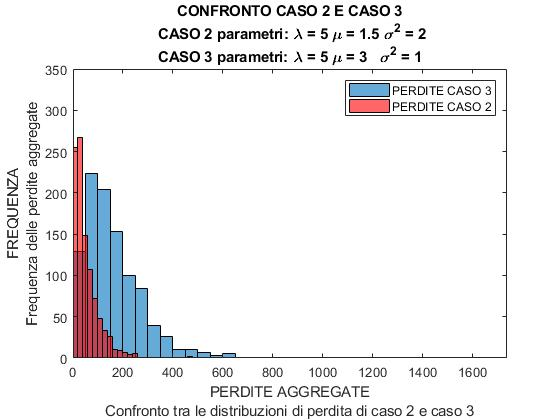 CONFRONTO CASO 2 E CASO 3
CASO 2 parametri: λ = 5 μ = 1.5 σ² = 2
CASO 3 parametri: λ = 5 μ = 3 σ² = 1
350
300
250
200
150
100
50
0
FREQUENZA
Frequenza delle perdite aggregate
PERDITE CASO 3
PERDITE CASO 2
0 200 400 600 800 1000 1200 1400 1600
PERDITE AGGREGATE
Confronto tra le distribuzioni di perdita di caso 2 e caso 3